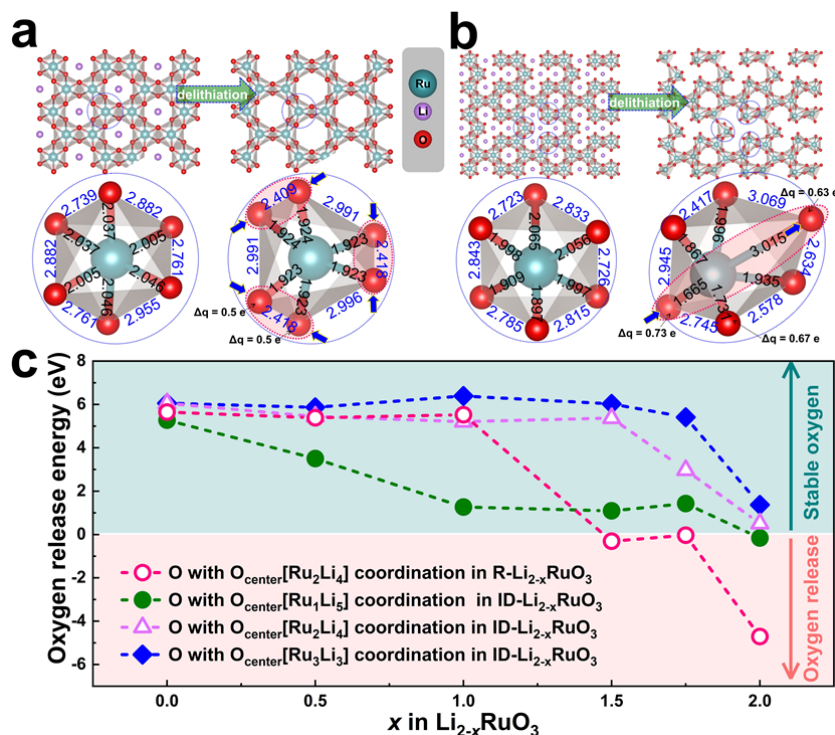 a
b
delithiation
Ru
Li
O
delithiation
2.739
2.882
2.882
2.761
2.761
2.955
2.037
2.005
2.005
2.046
2.046
2.409
2.991
2.991
2.418
2.418
2.996
1.924
1.923
1.923
1.923
Δq = 0.5 e
Δq = 0.5 e
2.723
2.833
2.843
2.726
2.785
2.815
2.065
1.998
2.056
1.909
1.997
1.897
2.417
3.069
Δq = 0.63 e
2.945
2.634
2.745
2.578
1.996
1.867
3.015
1.935
1.665
Δq = 0.73 e
Δq = 0.67 e
c
Oxygen release energy (eV)
8
6
4
2
0
-2
-4
-6
Stable oxygen
Oxygen release
O with Ocenter[Ru2Li4] coordination in R-Li2-xRuO3
O with Ocenter[Ru1Li5] coordination in ID-Li2-xRuO3
O with Ocenter[Ru2Li4] coordination in ID-Li2-xRuO3
O with Ocenter[Ru3Li3] coordination in ID-Li2-xRuO3
0.0 0.5 1.0 1.5 2.0
x in Li2-xRuO3